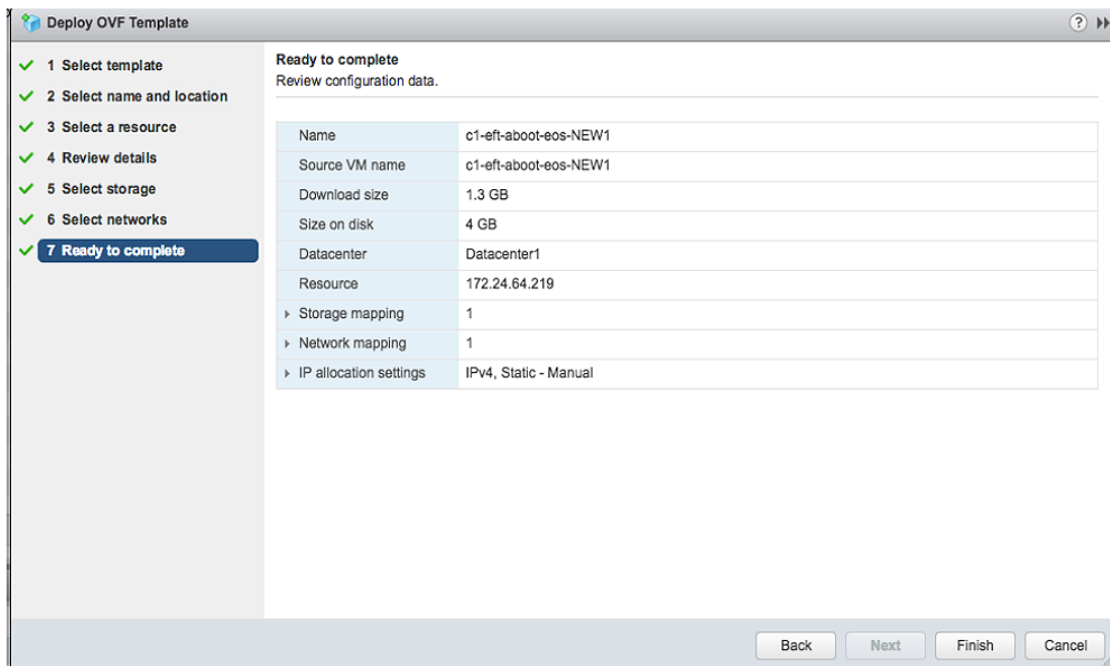 Deploy OVF Template
1 Select template
2 Select name and location
3 Select a resource
4 Review details
5 Select storage
6 Select networks
7 Ready to complete
Ready to complete
Review configuration data.
Name c1-eft-aboot-eos-NEW1
Source VM name c1-eft-aboot-eos-NEW1
Download size 1.3 GB
Size on disk 4 GB
Datacenter Datacenter1
Resource 172.24.64.219
Storage mapping 1
Network mapping 1
IP allocation settings IPv4, Static - Manual
Back Next Finish Cancel